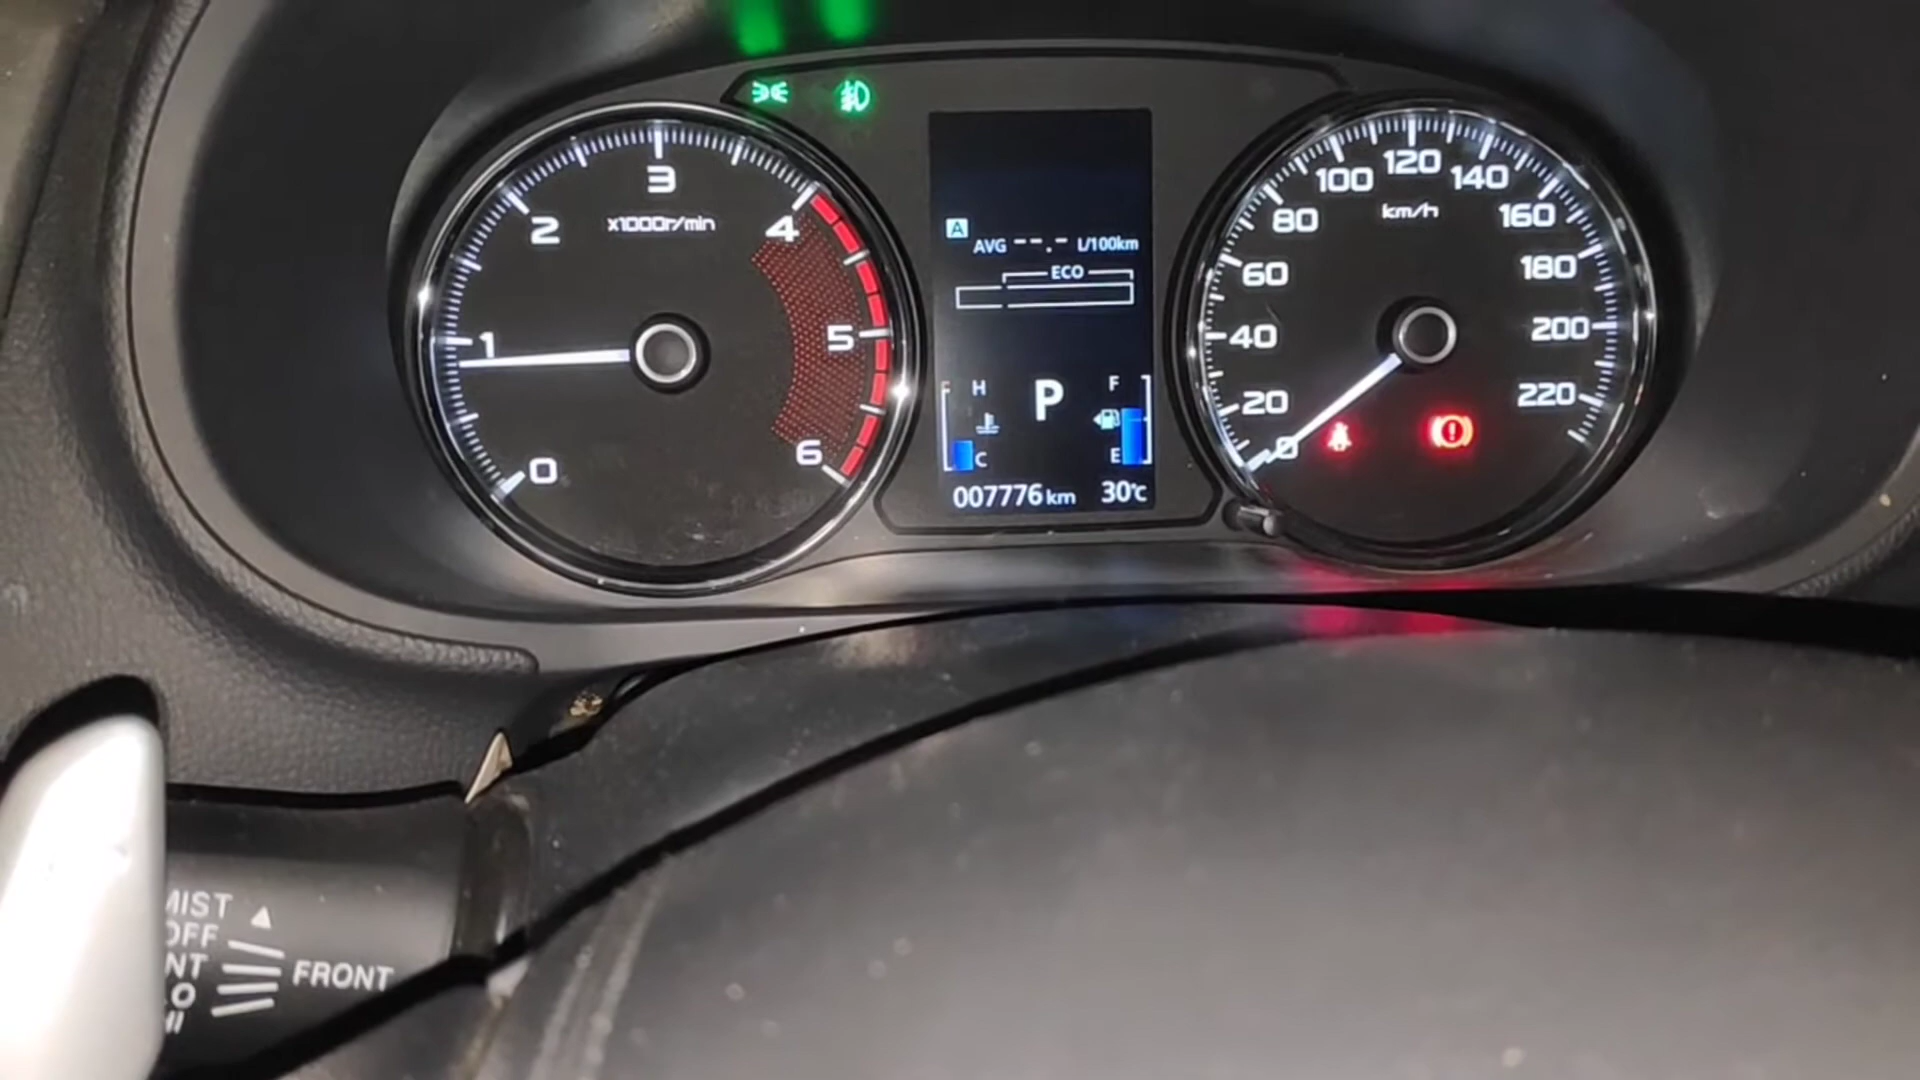 0
1
2
3
4
5
6
x1000r/min
A
AVG --.- L/100km
ECO
H
C
P
F
E
007776 km
30°C
0
20
40
60
80
100
120
140
160
180
200
220
km/h
MIST
OFF
FRONT